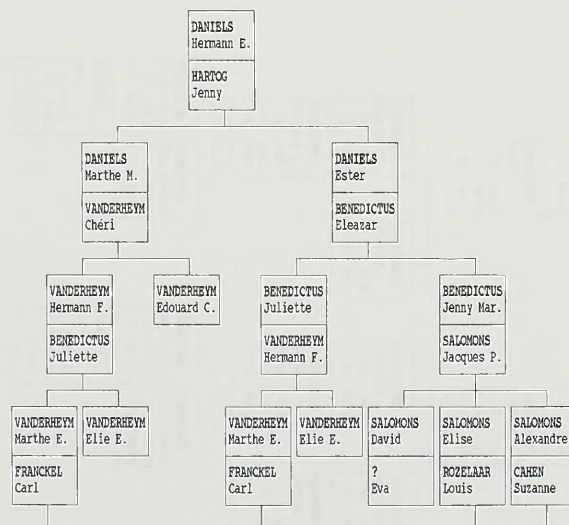 DANIELS
Hermann E.
HARTOG
Jenny
DANIELS
Marthe M.
VANDERHEYM
Chéri
DANIELS
Ester
BENEDICTUS
Eleazar
VANDERHEYM
Hermann F.
BENEDICTUS
Juliette
VANDERHEYM
Edouard C.
BENEDICTUS
Juliette
VANDERHEYM
Hermann F.
BENEDICTUS
Jenny Mar.
SALOMONS
Jacques P.
VANDERHEYM
Marthe E.
FRANCKEL
Carl
VANDERHEYM
Elie E.
VANDERHEYM
Marthe E.
FRANCKEL
Carl
VANDERHEYM
Elie E.
SALOMONS
David
?
Eva
SALOMONS
Elise
ROZELAAR
Louis
SALOMONS
Alexandre
CAHEN
Suzanne